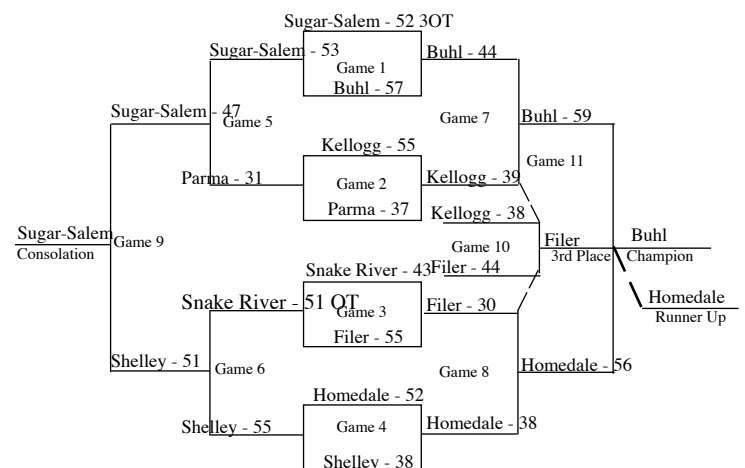 Sugar-Salem - 52 3OT
Sugar-Salem - 53
Buhl - 44
Game 1
Buhl - 57
Sugar-Salem - 47
Game 5
Game 7
Buhl - 59
Kellogg - 55
Game 11
Parma - 31
Game 2
Kellogg - 39
Parma - 37
Kellogg - 38
Sugar-Salem
Game 9
Consolation
Game 10
Filer
3rd Place
Buhl
Champion
Snake River - 43
Filer - 44
Homedale
Runner Up
Snake River - 51 OT
Game 3
Filer - 30
Filer - 55
Shelley - 51
Game 6
Game 8
Homedale - 56
Homedale - 52
Shelley - 55
Game 4
Homedale - 38
Shelley - 38